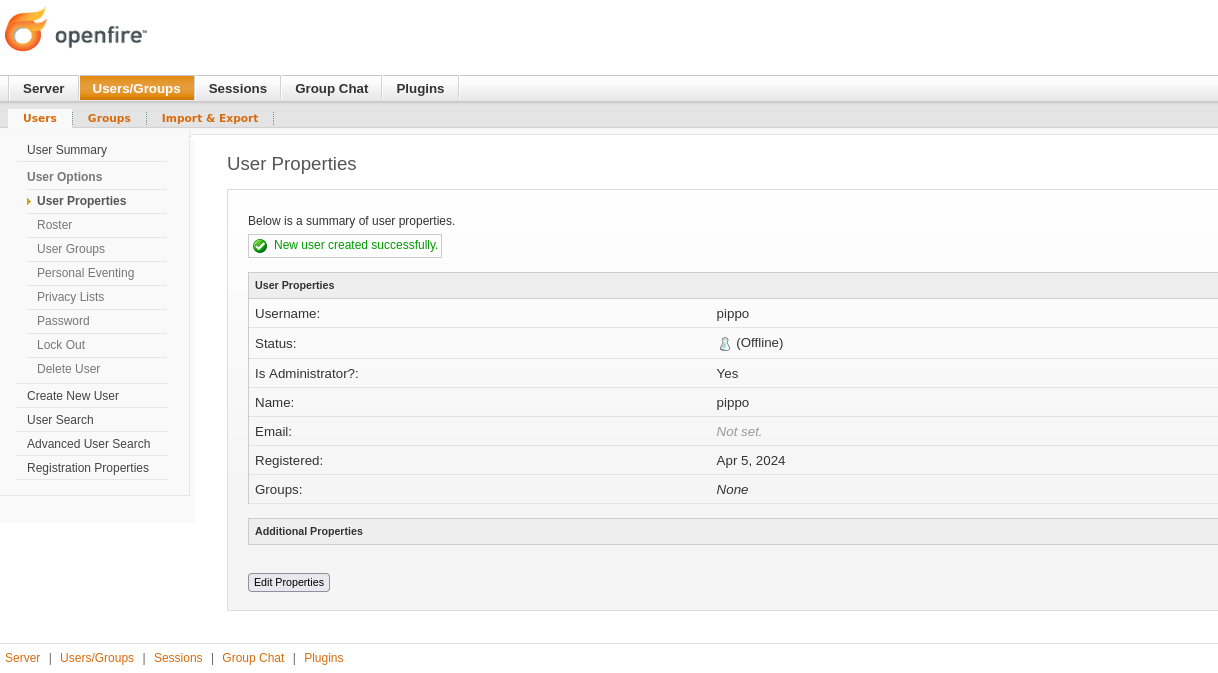 openfire™
Server Users/Groups Sessions Group Chat Plugins
Users Groups Import & Export
User Summary
User Options
User Properties
Roster
User Groups
Personal Eventing
Privacy Lists
Password
Lock Out
Delete User
Create New User
User Search
Advanced User Search
Registration Properties
User Properties
Below is a summary of user properties.
New user created successfully.
User Properties
Username: pippo
Status: (Offline)
Is Administrator?: Yes
Name: pippo
Email: Not set.
Registered: Apr 5, 2024
Groups: None
Additional Properties
Edit Properties
Server | Users/Groups | Sessions | Group Chat | Plugins